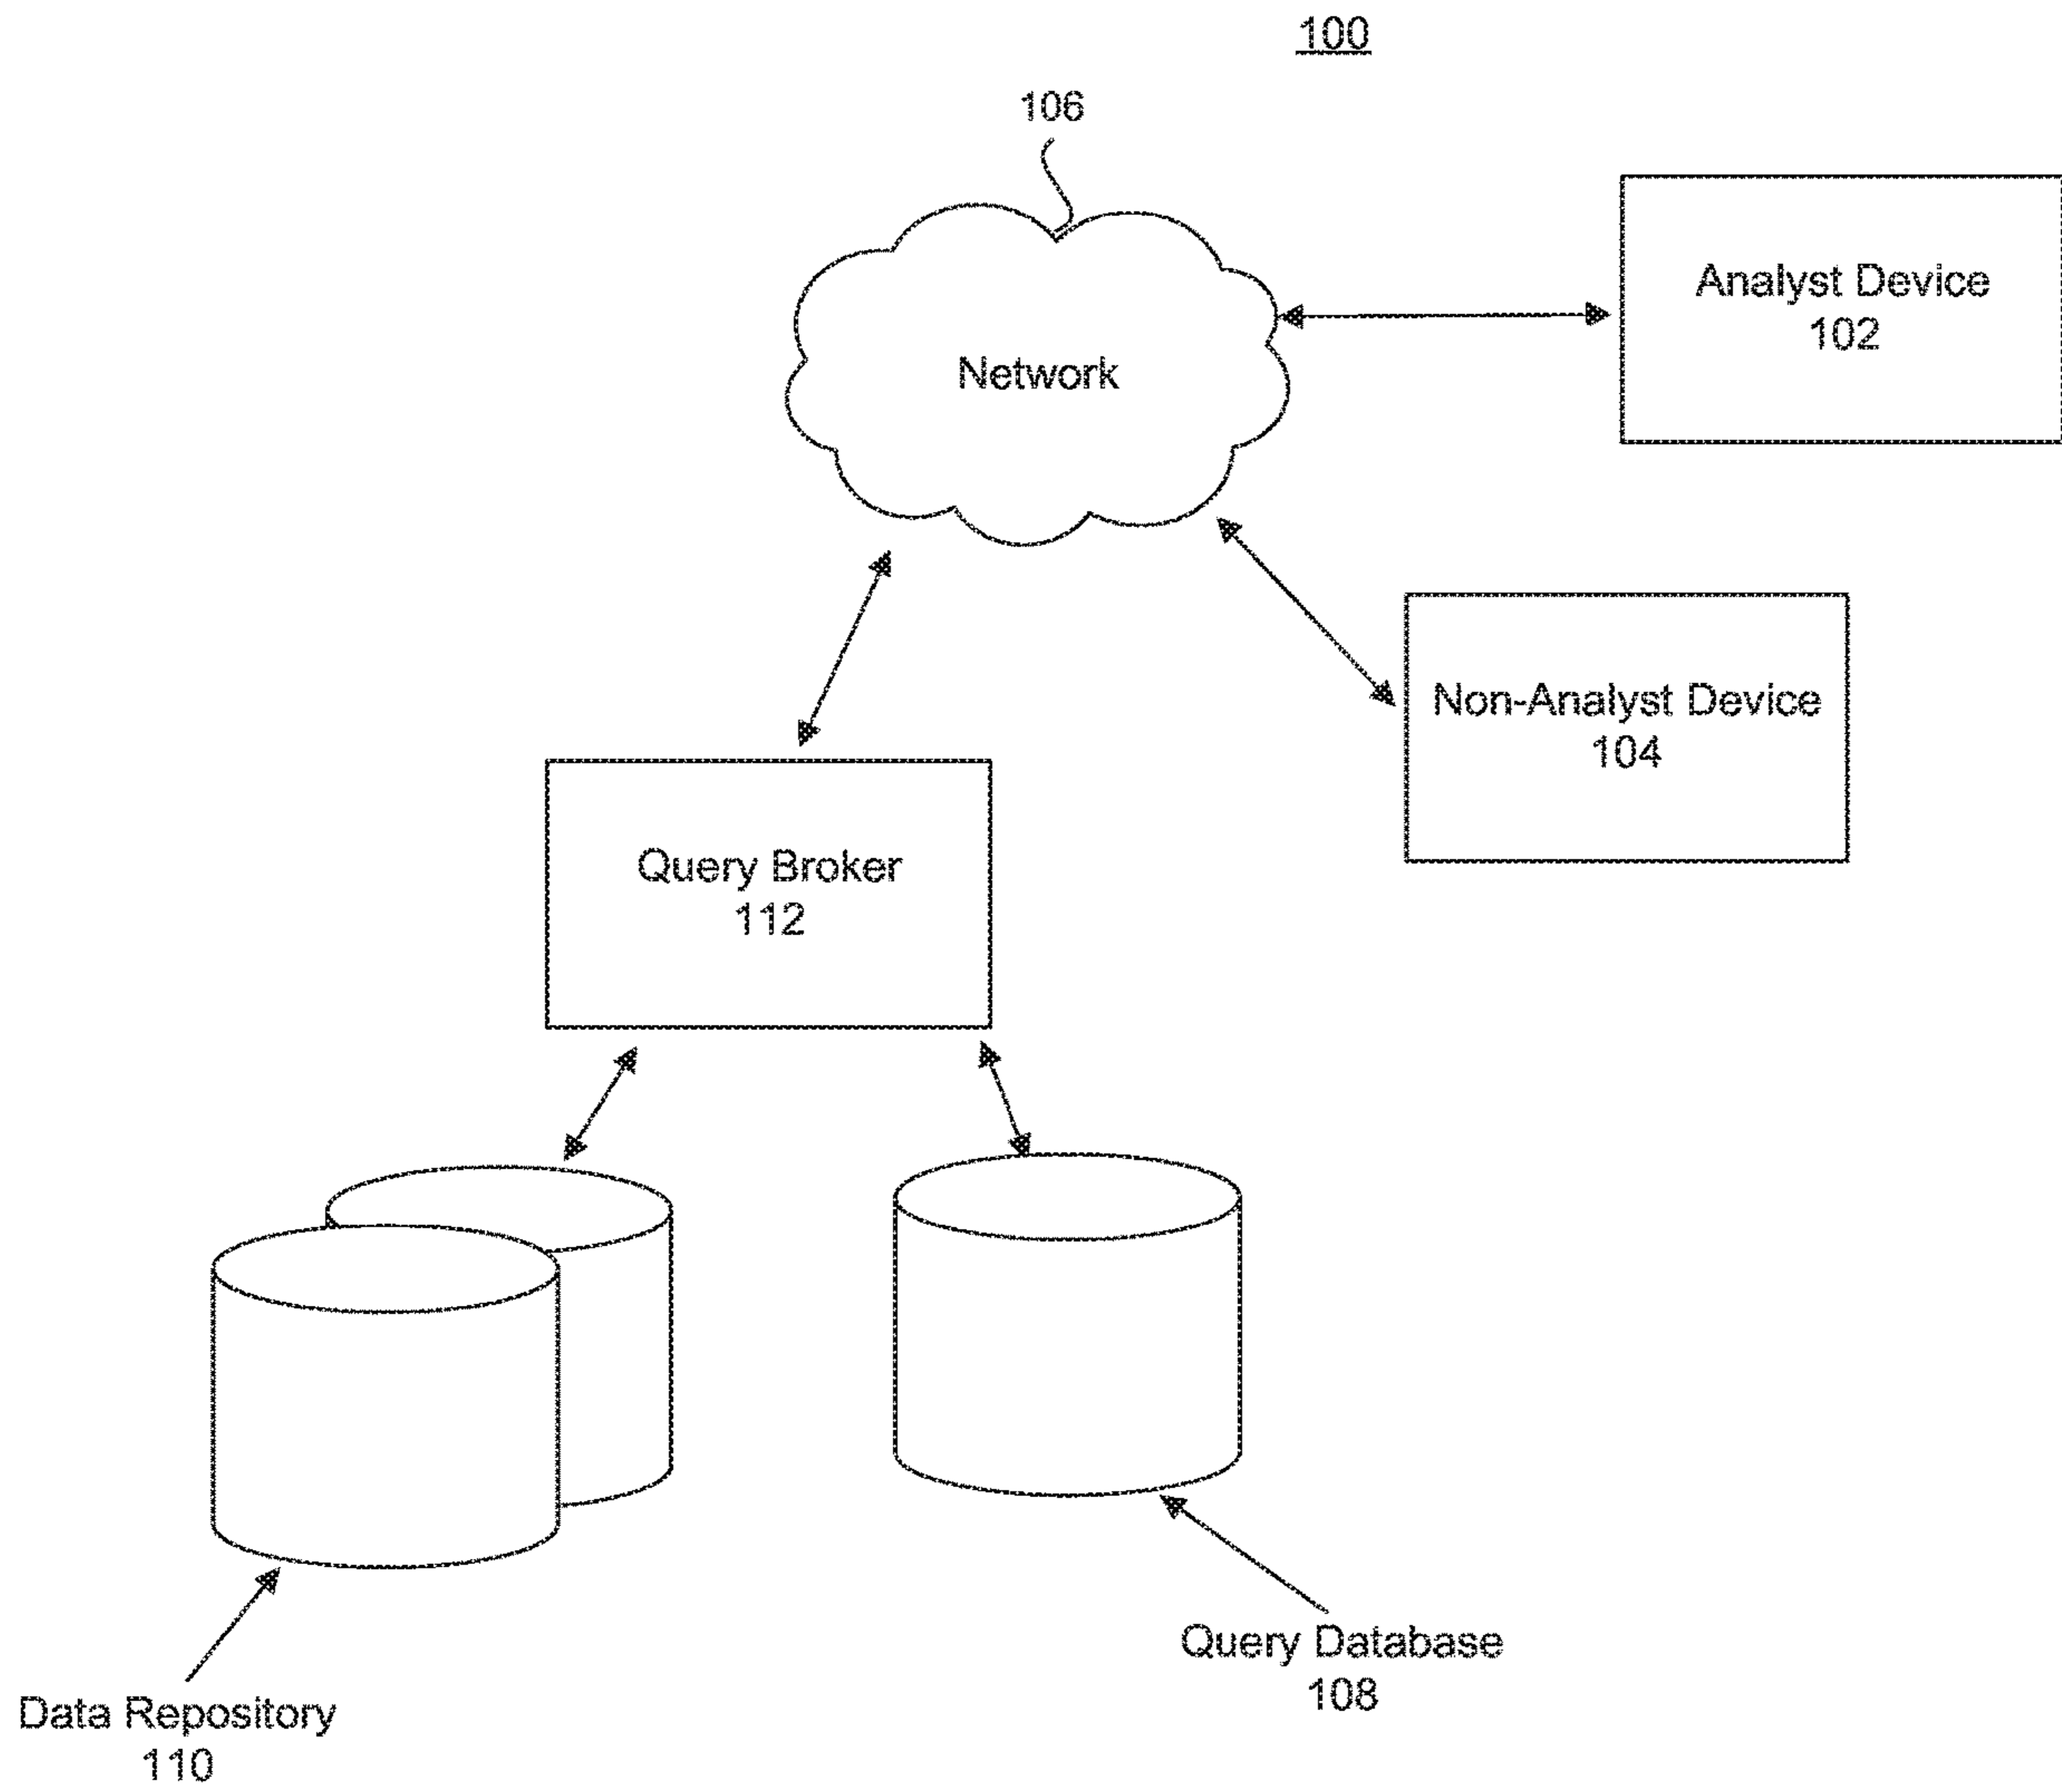 100
106
Analyst Device
102
Network
Non-Analyst Device
104
Query Broker
112
Query Database
108
Data Repository
110